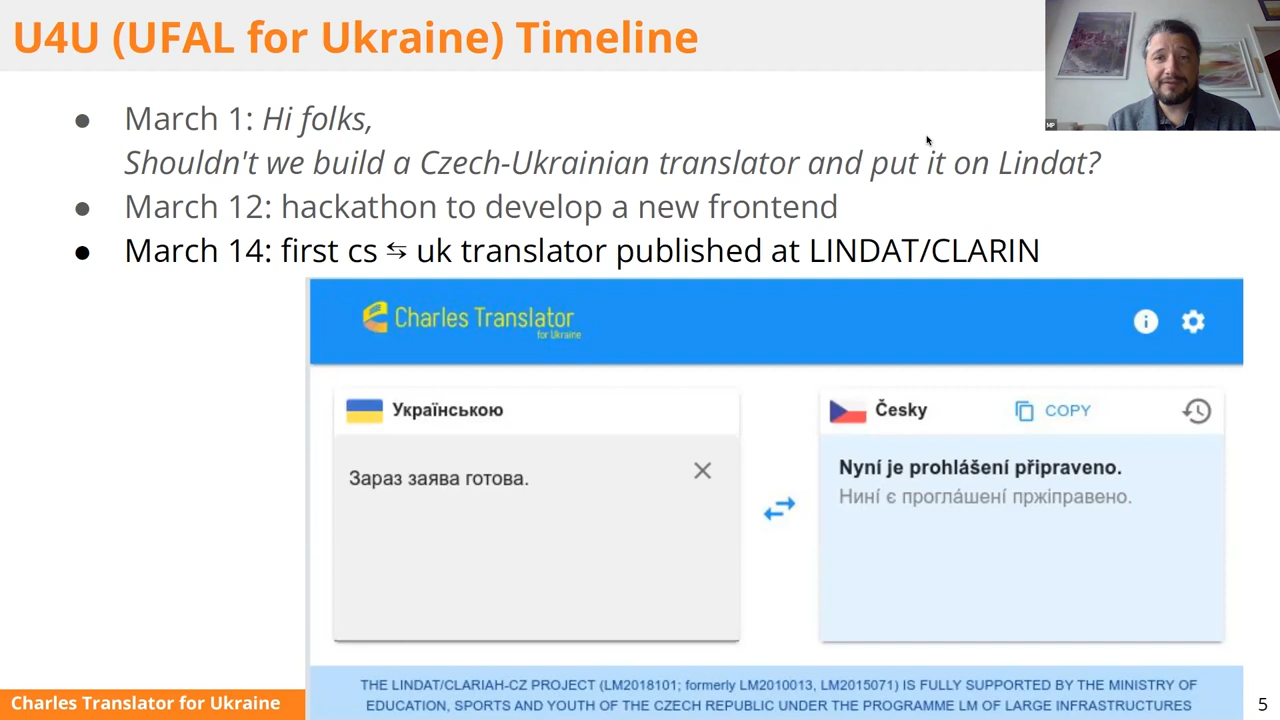 U4U (UFAL for Ukraine) Timeline
MP
● March 1: Hi folks,
Shouldn't we build a Czech-Ukrainian translator and put it on Lindat?
● March 12: hackathon to develop a new frontend
● March 14: first cs ⇆ uk translator published at LINDAT/CLARIN
Charles Translator
for Ukraine
Українською
Česky
COPY
Зараз заява готова.
Nyní je prohlášení připraveno.
Нині є проглашені пржіправено.
THE LINDAT/CLARIAH-CZ PROJECT (LM2018101; formerly LM2010013, LM2015071) IS FULLY SUPPORTED BY THE MINISTRY OF
EDUCATION, SPORTS AND YOUTH OF THE CZECH REPUBLIC UNDER THE PROGRAMME LM OF LARGE INFRASTRUCTURES
Charles Translator for Ukraine
5